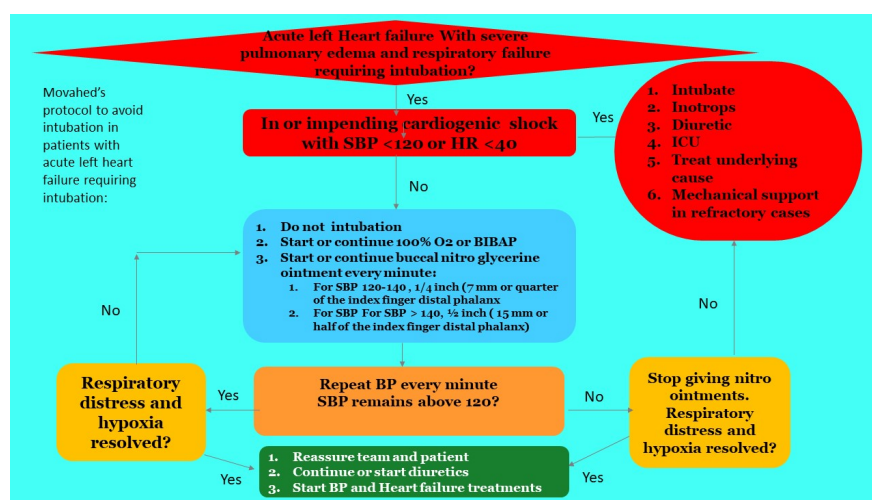 Acute left Heart failure With severe
pulmonary edema and respiratory failure
requiring intubation?
Movahed's
protocol to avoid
intubation in
patients with
acute left heart
failure requiring
intubation:
Yes
In or impending cardiogenic shock
with SBP <120 or HR <40
Yes
1. Intubate
2. Inotrops
3. Diuretic
4. ICU
5. Treat underlying
cause
6. Mechanical support
in refractory cases
No
1. Do not intubation
2. Start or continue 100% O2 or BIBAP
3. Start or continue buccal nitro glycerine
ointment every minute:
1. For SBP 120-140 , 1/4 inch (7 mm or quarter
of the index finger distal phalanx
2. For SBP For SBP > 140, ½ inch ( 15 mm or
half of the index finger distal phalanx)
No
No
Respiratory
distress and
hypoxia
resolved?
Yes
Repeat BP every minute
SBP remains above 120?
No
Stop giving nitro
ointments.
Respiratory
distress and
hypoxia resolved?
Yes
1. Reassure team and patient
2. Continue or start diuretics
3. Start BP and Heart failure treatments
Yes